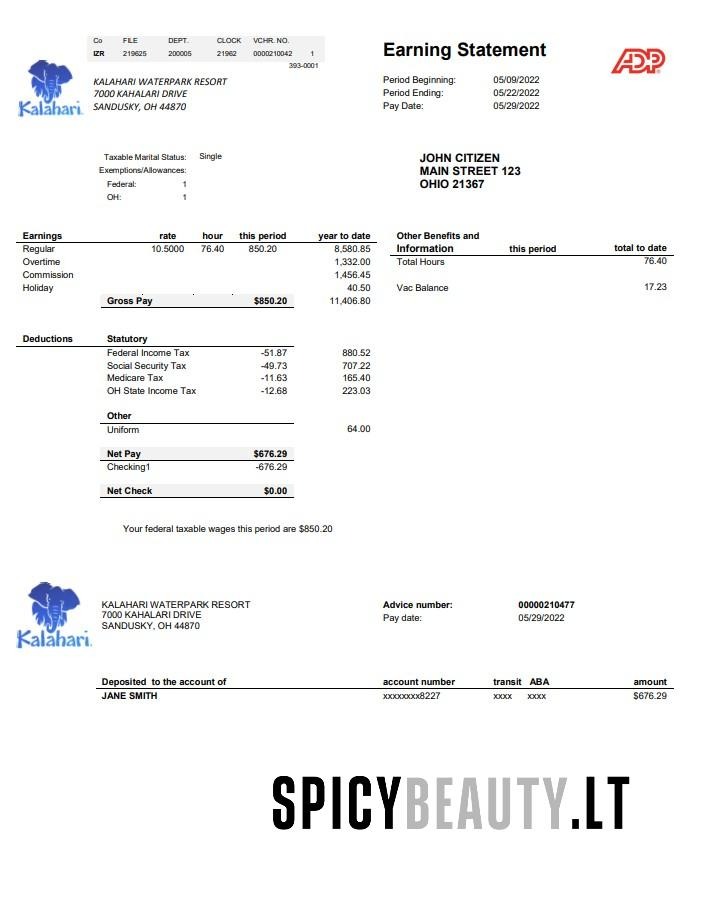 Co FILE DEPT. CLOCK VCHR. NO.
IZR 219625 200005 21962 0000210042 1
393-0001
Kalahari.
KALAHARI WATERPARK RESORT
7000 KAHALARI DRIVE
SANDUSKY, OH 44870
Earning Statement
ADP
Period Beginning: 05/09/2022
Period Ending: 05/22/2022
Pay Date: 05/29/2022
Taxable Marital Status: Single
Exemptions/Allowances:
Federal: 1
OH: 1
JOHN CITIZEN
MAIN STREET 123
OHIO 21367
Earnings rate hour this period year to date
Regular 10.5000 76.40 850.20 8,580.85
Overtime 1,332.00
Commission 1,456.45
Holiday 40.50
Gross Pay $850.20 11,406.80
Other Benefits and
Information this period total to date
Total Hours 76.40
Vac Balance 17.23
Deductions Statutory
Federal Income Tax -51.87 880.52
Social Security Tax -49.73 707.22
Medicare Tax -11.63 165.40
OH State Income Tax -12.68 223.03
Other
Uniform 64.00
Net Pay $676.29
Checking1 -676.29
Net Check $0.00
Your federal taxable wages this period are $850.20
Kalahari.
KALAHARI WATERPARK RESORT
7000 KAHALARI DRIVE
SANDUSKY, OH 44870
Advice number: 00000210477
Pay date: 05/29/2022
Deposited to the account of account number transit ABA amount
JANE SMITH xxxxxxxx8227 xxxx xxxx $676.29
SPICYBEAUTY.LT